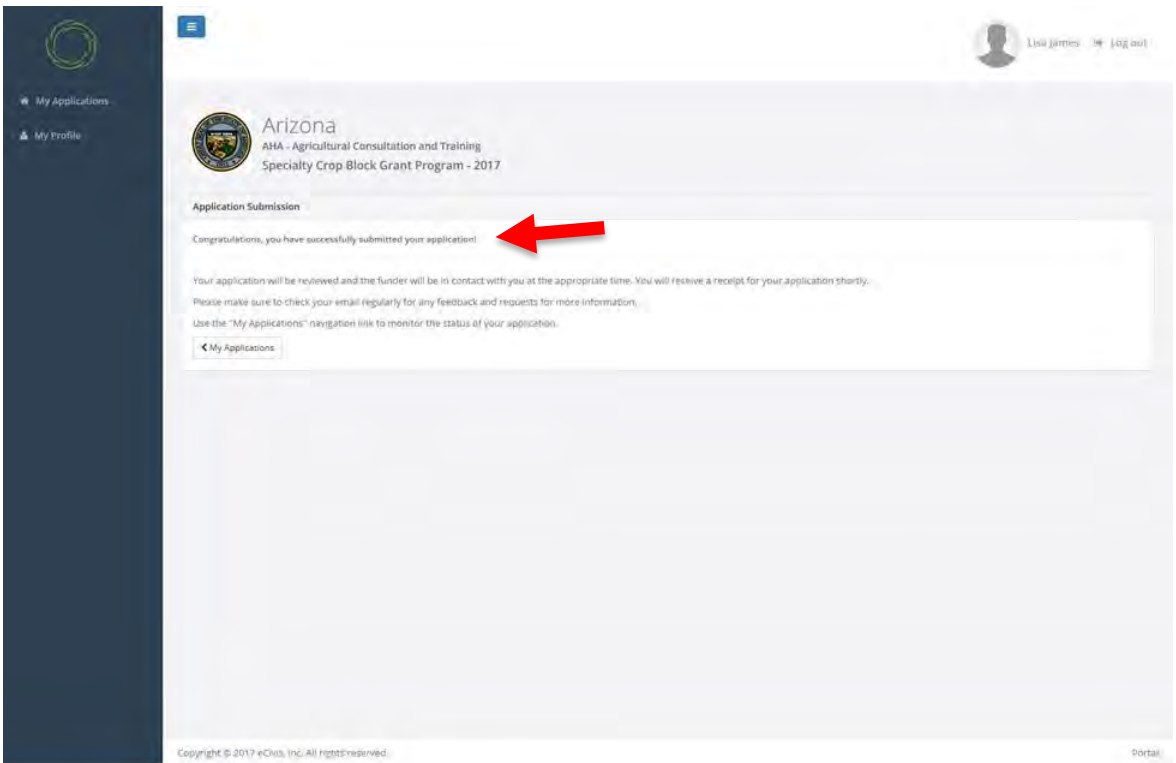 Lisa James Log out
My Applications
My Profile
Arizona
AHA - Agricultural Consultation and Training
Specialty Crop Block Grant Program - 2017
Application Submission
Congratulations, you have successfully submitted your application!
Your application will be reviewed and the funder will be in contact with you at the appropriate time. You will receive a receipt for your application shortly.
Please make sure to check your email regularly for any feedback and requests for more information.
Use the "My Applications" navigation link to monitor the status of your application.
My Applications
Copyright © 2017 eCivis, Inc. All rights reserved. Portal